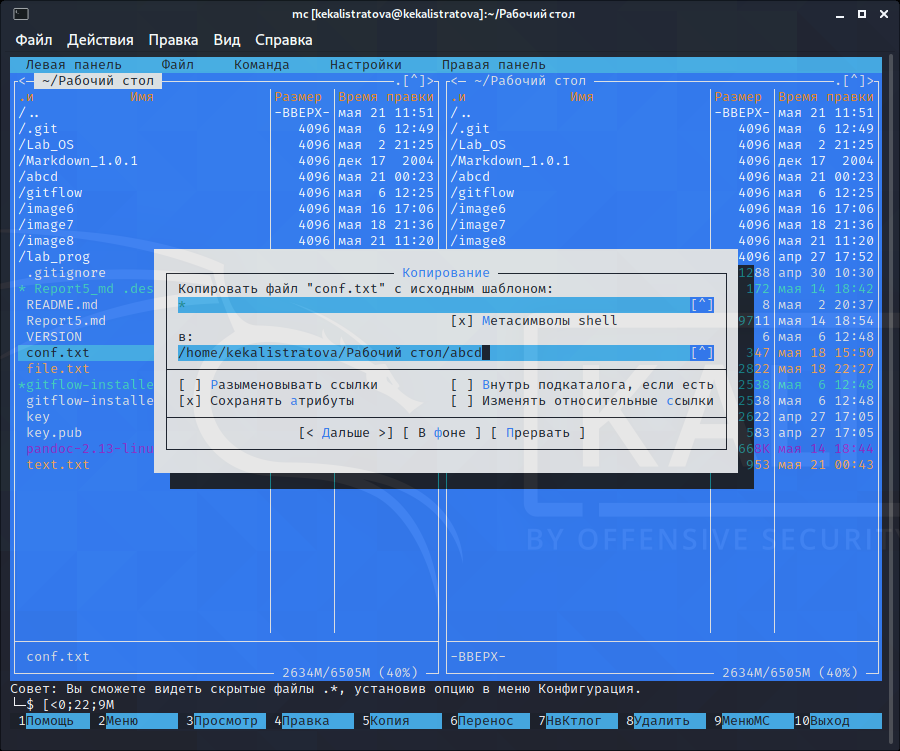 mc [kekalistratova@kekalistratova]:~/Рабочий стол
Файл Действия Правка Вид Справка
Левая панель Файл Команда Настройки Правая панель
<─ ~/Рабочий стол .[^]> <─ ~/Рабочий стол .[^]>
.и Имя Размер Время правки .и Имя Размер Время правки
/.. -ВВЕРХ- мая 21 11:51 /.. -ВВЕРХ- мая 21 11:51
/.git 4096 мая 6 12:49 /.git 4096 мая 6 12:49
/Lab_OS 4096 мая 2 21:25 /Lab_OS 4096 мая 2 21:25
/Markdown_1.0.1 4096 дек 17 2004 /Markdown_1.0.1 4096 дек 17 2004
/abcd 4096 мая 21 00:23 /abcd 4096 мая 21 00:23
/gitflow 4096 мая 6 12:25 /gitflow 4096 мая 6 12:25
/image6 4096 мая 16 17:06 /image6 4096 мая 16 17:06
/image7 4096 мая 18 21:36 /image7 4096 мая 18 21:36
/image8 4096 мая 21 11:20 /image8 4096 мая 21 11:20
/lab_prog 4096 апр 27 17:52
.gitignore Копирование 1288 апр 30 10:30
* Report5_md .des Копировать файл "conf.txt" с исходным шаблоном: 172 мая 14 18:42
README.md * [^] 8 мая 2 20:37
Report5.md [x] Метасимволы shell 9711 мая 14 18:54
VERSION в: 6 мая 6 12:48
conf.txt /home/kekalistratova/Рабочий стол/abcd [^] 347 мая 18 15:50
file.txt 2822 мая 18 22:27
*gitflow-installe [ ] Разыменовывать ссылки [ ] Внутрь подкаталога, если есть 2538 мая 6 12:48
gitflow-installe [x] Сохранять атрибуты [ ] Изменять относительные ссылки 2538 мая 6 12:48
key 2622 апр 27 17:05
key.pub [< Дальше >] [ В фоне ] [ Прервать ] 583 апр 27 17:05
pandoc-2.13-linu 668K мая 14 18:44
text.txt 953 мая 21 00:43
KA
BY OFFENSIVE SECURIT
conf.txt -ВВЕРХ-
2634M/6505M (40%) 2634M/6505M (40%)
Совет: Вы сможете видеть скрытые файлы .*, установив опцию в меню Конфигурация.
└─$ [<0;22;9M
1Помощь 2Меню 3Просмотр 4Правка 5Копия 6Перенос 7НвКтлог 8Удалить 9МенюМС 10Выход